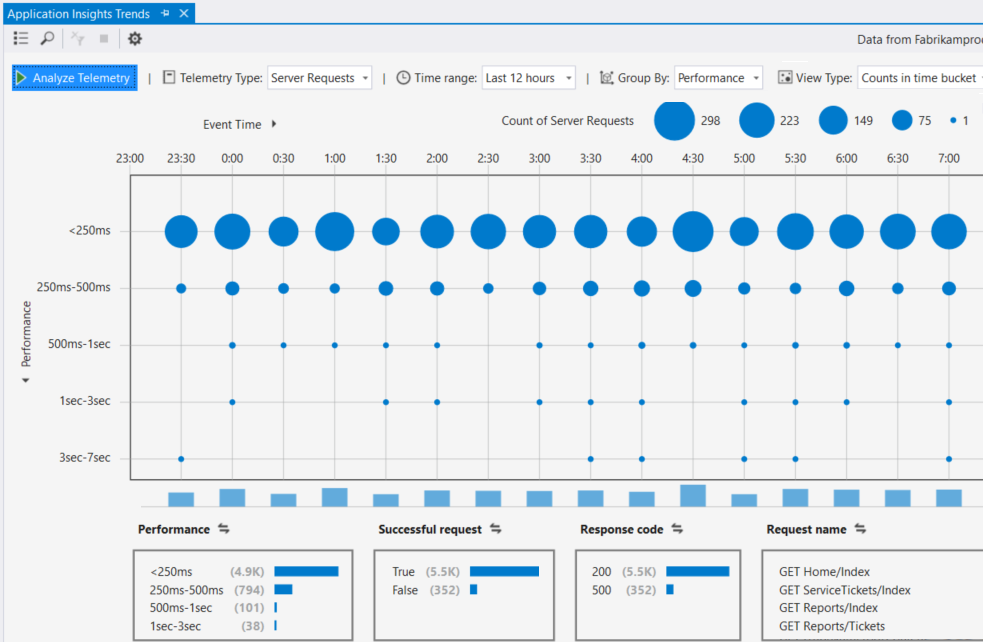 Application Insights Trends
Data from Fabrikamproc
Analyze Telemetry | Telemetry Type: Server Requests | Time range: Last 12 hours | Group By: Performance View Type: Counts in time bucket
Event Time Count of Server Requests 298 223 149 75 1
23:00 23:30 0:00 0:30 1:00 1:30 2:00 2:30 3:00 3:30 4:00 4:30 5:00 5:30 6:00 6:30 7:00
<250ms
250ms-500ms
Performance
500ms-1sec
1sec-3sec
3sec-7sec
Performance Successful request Response code Request name
<250ms (4.9K) True (5.5K) 200 (5.5K) GET Home/Index
250ms-500ms (794) False (352) 500 (352) GET ServiceTickets/Index
500ms-1sec (101) GET Reports/Index
1sec-3sec (38) GET Reports/Tickets